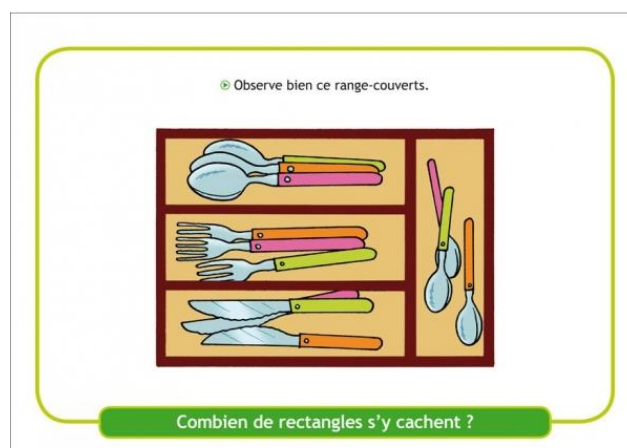 Observe bien ce range-couverts.
Combien de rectangles s'y cachent ?